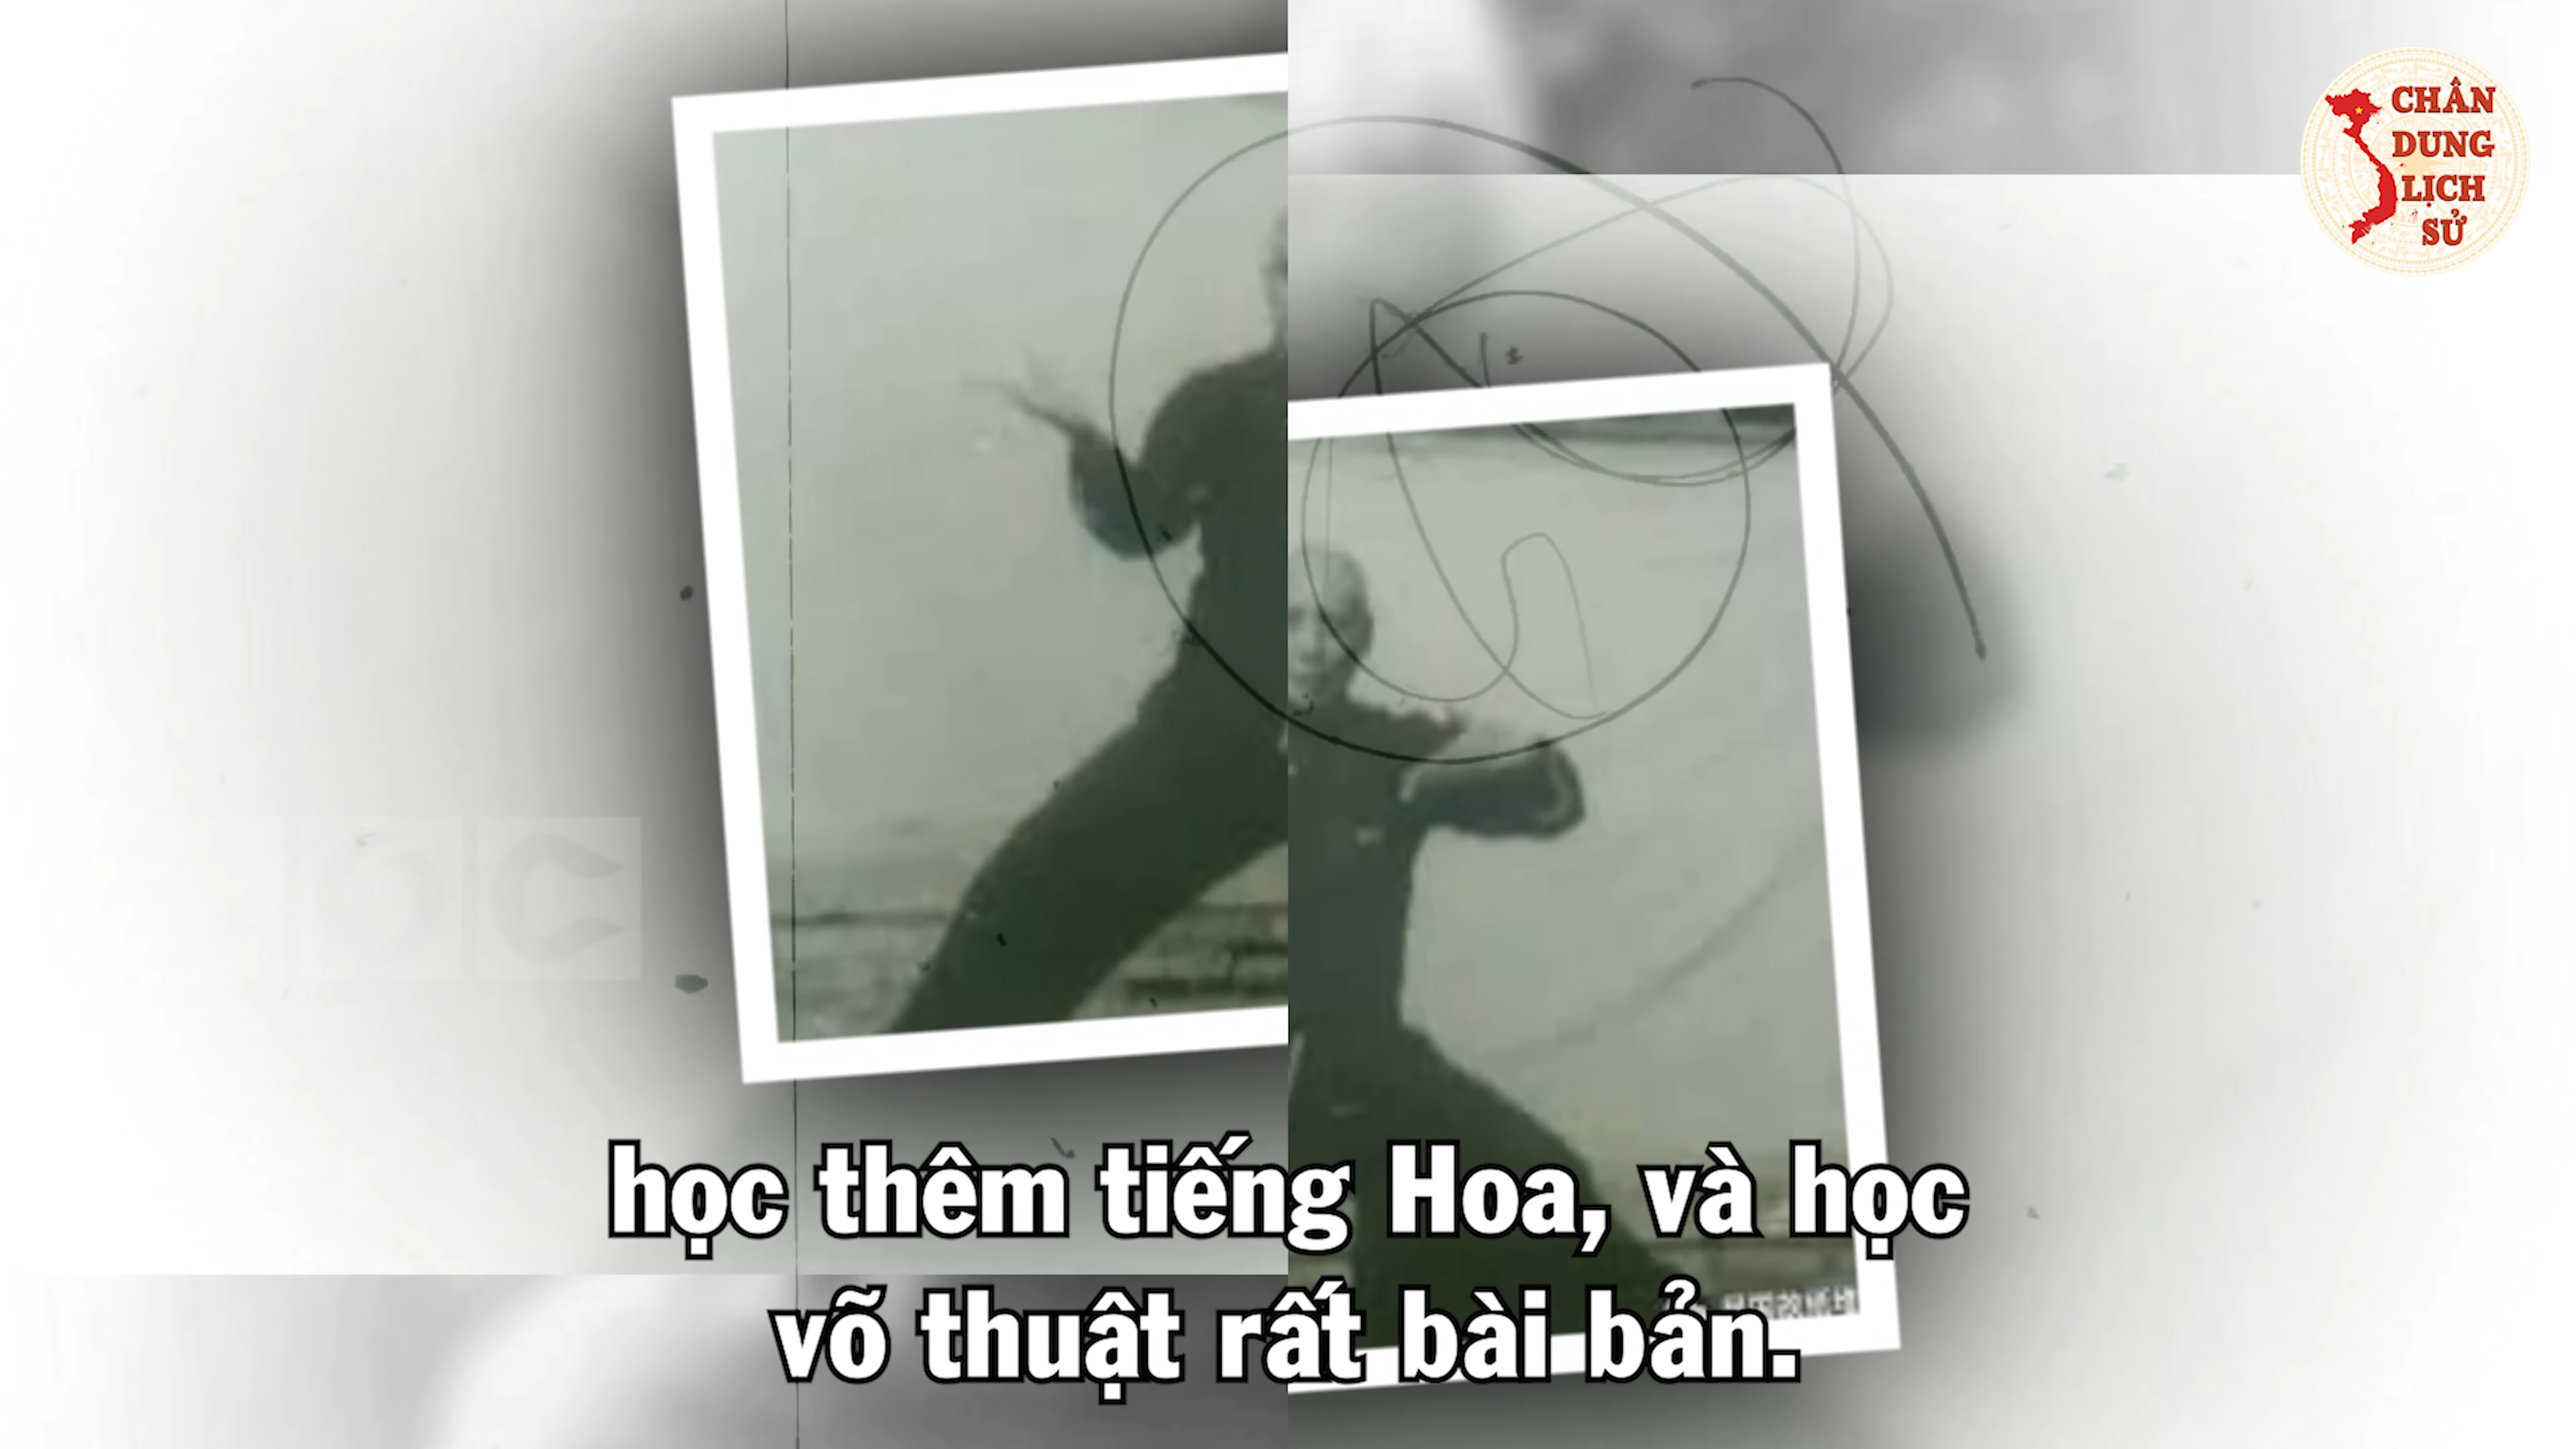 CHÂN
DUNG
LỊCH
SỬ
học thêm tiếng Hoa, và học
võ thuật rất bài bản.